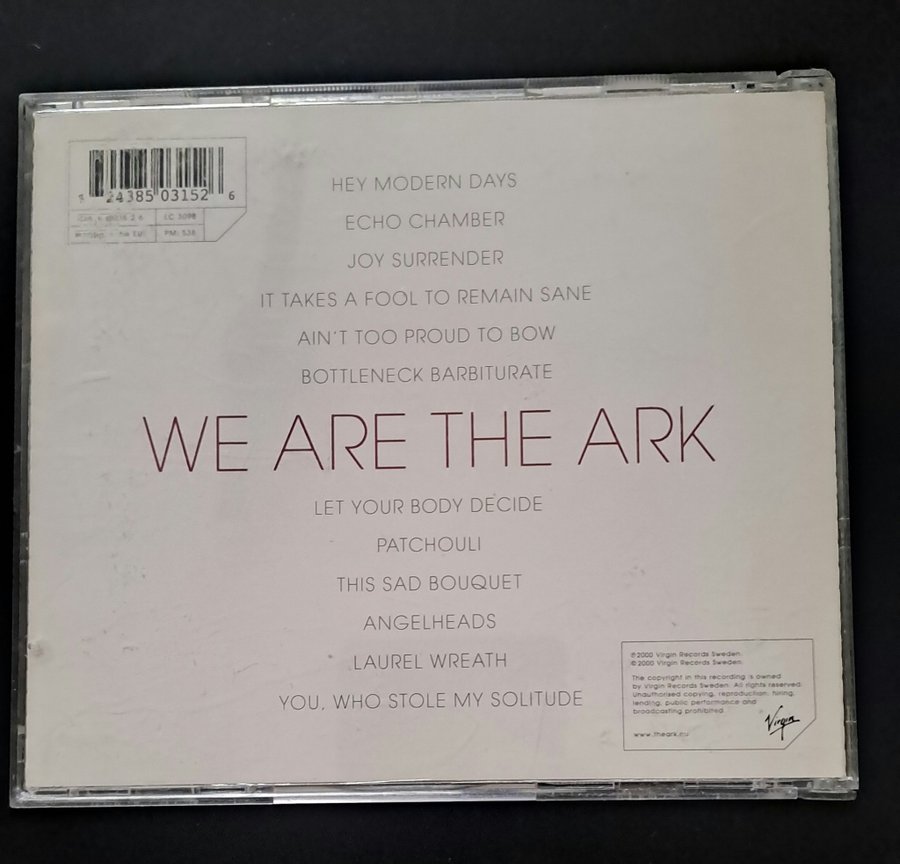 24385 03152 6
LC 3098
PM: 538
HEY MODERN DAYS
ECHO CHAMBER
JOY SURRENDER
IT TAKES A FOOL TO REMAIN SANE
AIN'T TOO PROUD TO BOW
BOTTLENECK BARBITURATE
WE ARE THE ARK
LET YOUR BODY DECIDE
PATCHOULI
THIS SAD BOUQUET
ANGELHEADS
LAUREL WREATH
YOU, WHO STOLE MY SOLITUDE
℗2000 Virgin Records Sweden.
©2000 Virgin Records Sweden.
The copyright in this recording is owned
by Virgin Records Sweden. All rights reserved.
Unauthorised copying, reproduction, hiring,
lending, public performance and
broadcasting prohibited.
Virgin
www.theark.nu